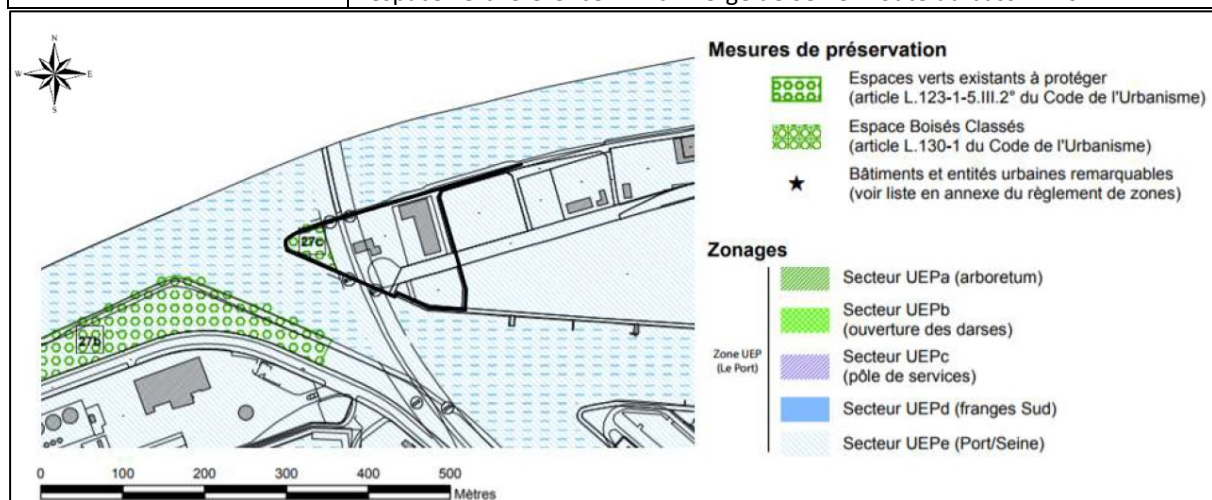 N
W E
S
27c
27b
0 100 200 300 400 500
Mètres
Mesures de préservation
Espaces verts existants à protéger
(article L.123-1-5.III.2° du Code de l'Urbanisme)
Espace Boisés Classés
(article L.130-1 du Code de l'Urbanisme)
Bâtiments et entités urbaines remarquables
(voir liste en annexe du règlement de zones)
Zonages
Zone UEP
(Le Port)
Secteur UEPa (arboretum)
Secteur UEPb
(ouverture des darses)
Secteur UEPc
(pôle de services)
Secteur UEPd (franges Sud)
Secteur UEPe (Port/Seine)